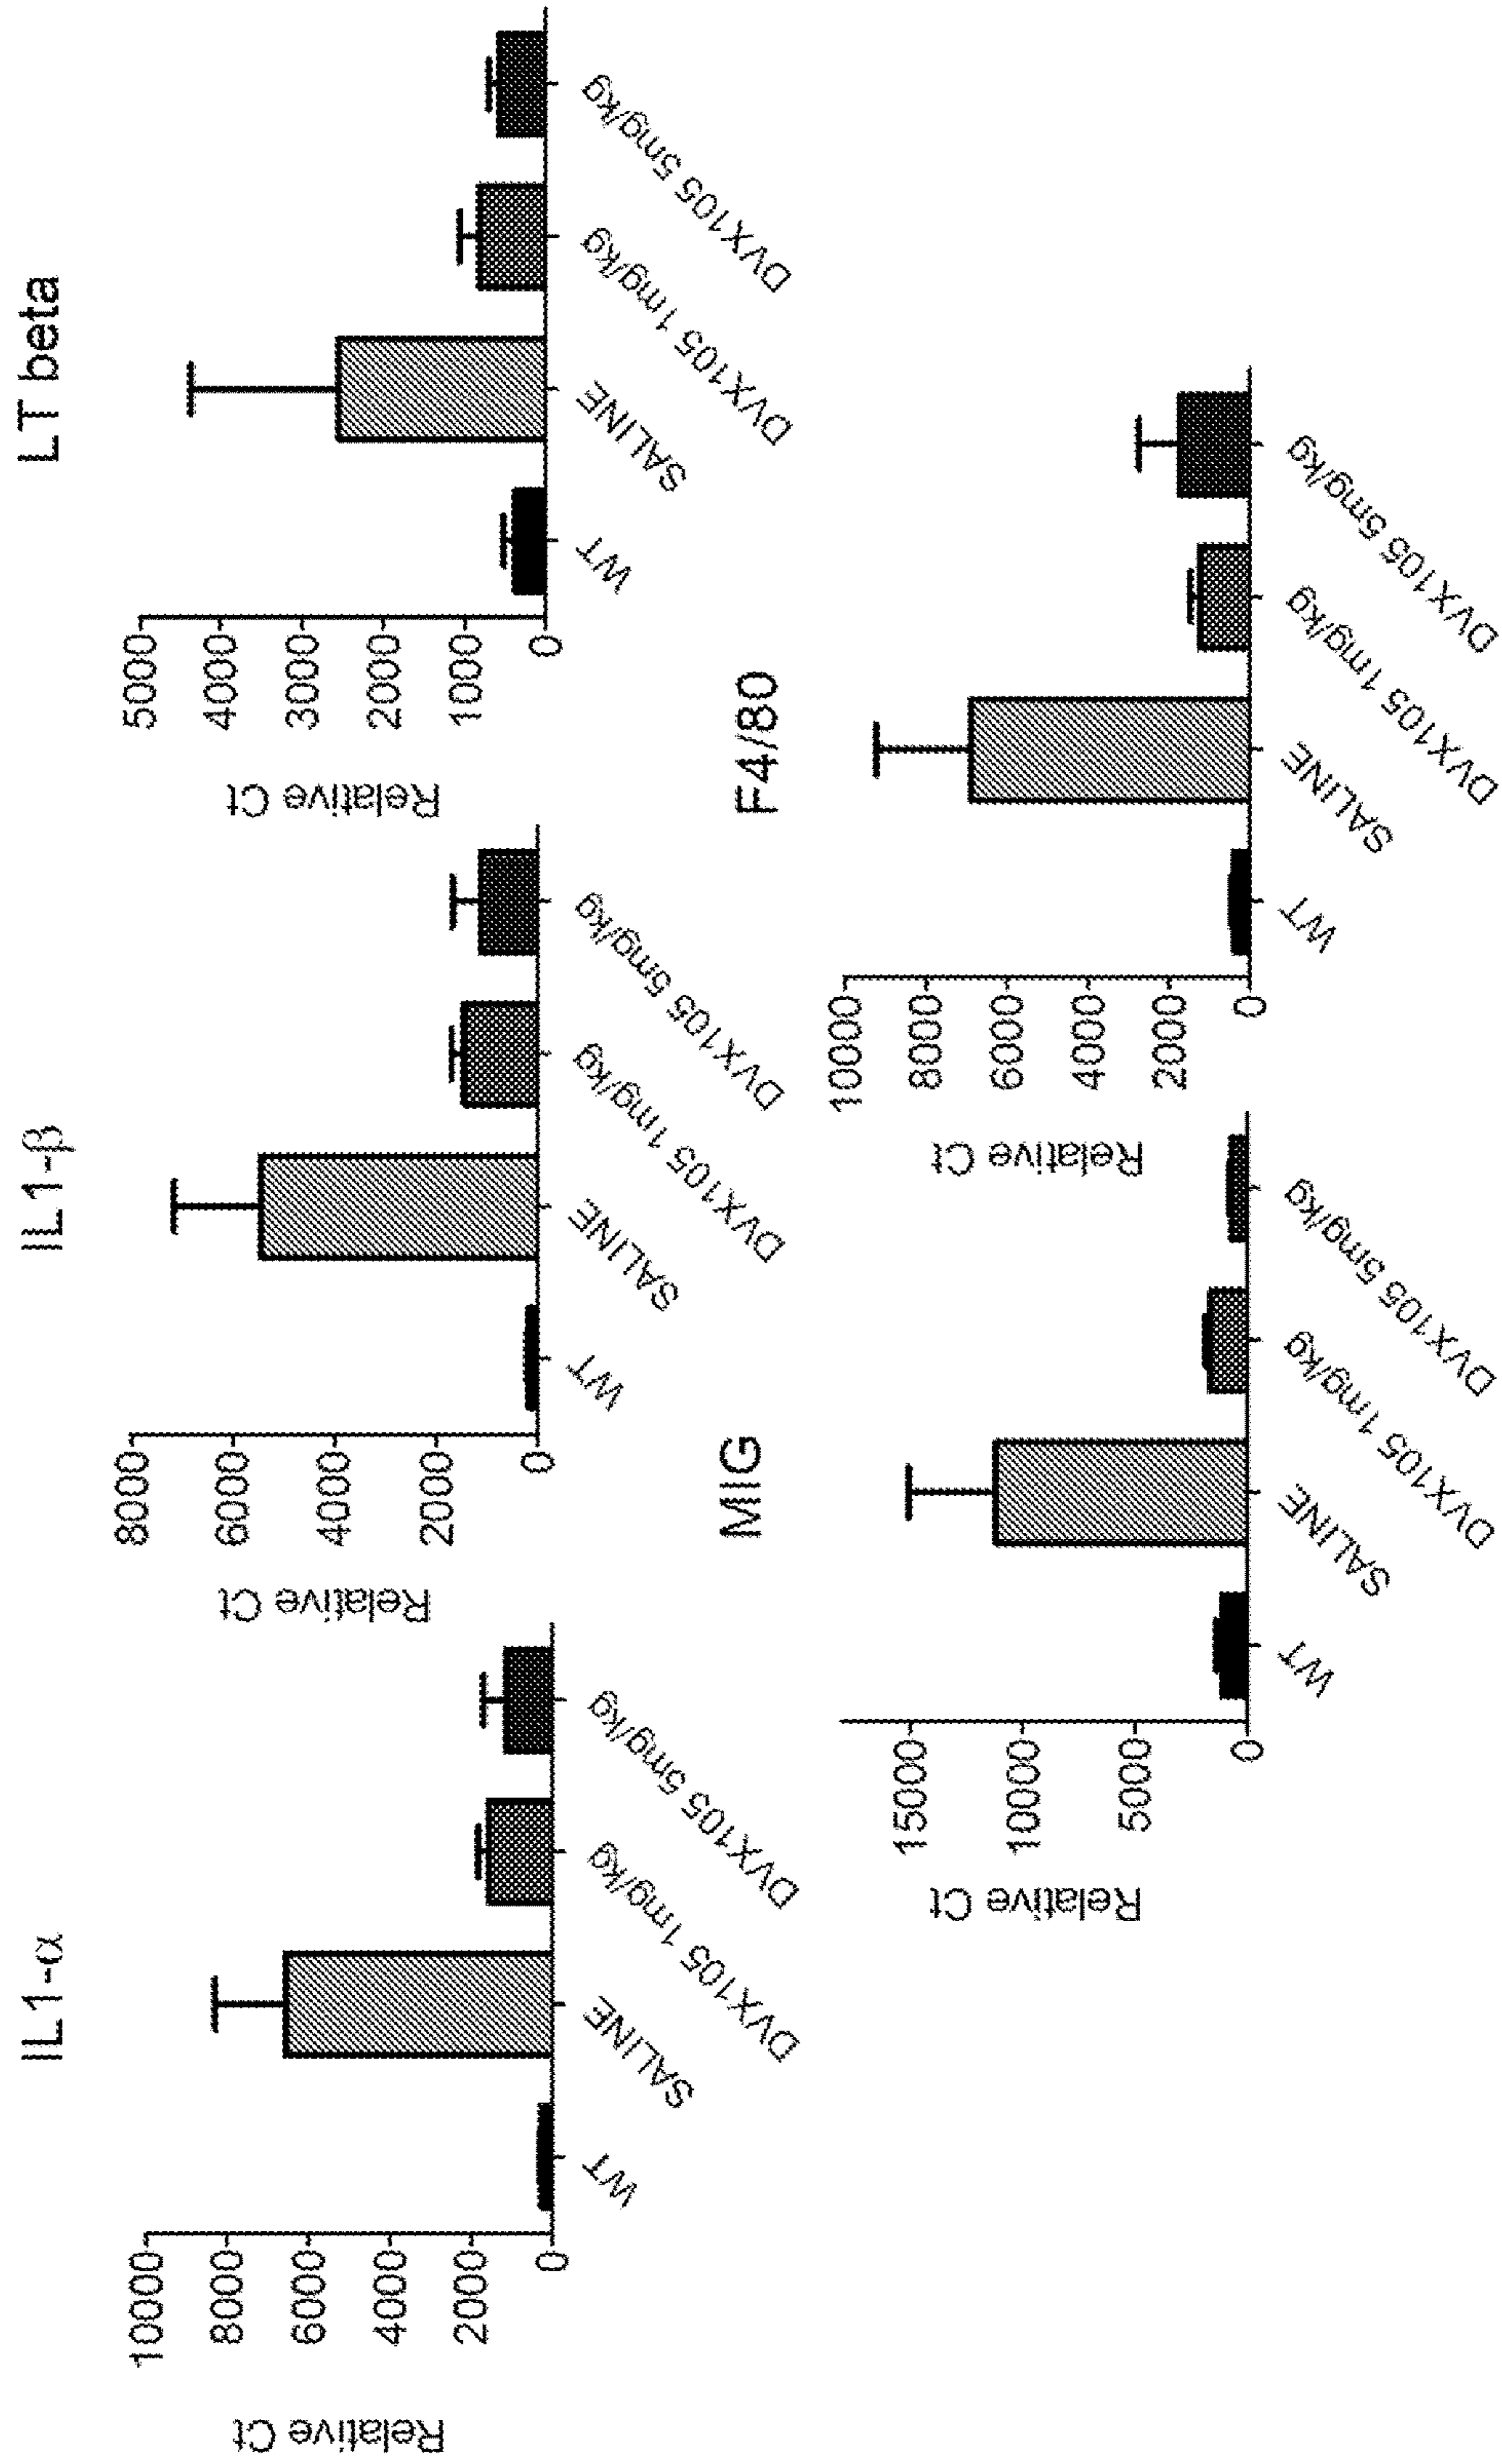 IL1-α
Relative Ct
10000
8000
6000
4000
2000
0
WT
SALINE
DVX105 1mg/kg
DVX105 5mg/kg
IL1-β
Relative Ct
8000
6000
4000
2000
0
WT
SALINE
DVX105 1mg/kg
DVX105 5mg/kg
LT beta
Relative Ct
5000
4000
3000
2000
1000
0
WT
SALINE
DVX105 1mg/kg
DVX105 5mg/kg
MIG
Relative Ct
15000
10000
5000
0
WT
SALINE
DVX105 1mg/kg
DVX105 5mg/kg
F4/80
Relative Ct
10000
8000
6000
4000
2000
0
WT
SALINE
DVX105 1mg/kg
DVX105 5mg/kg